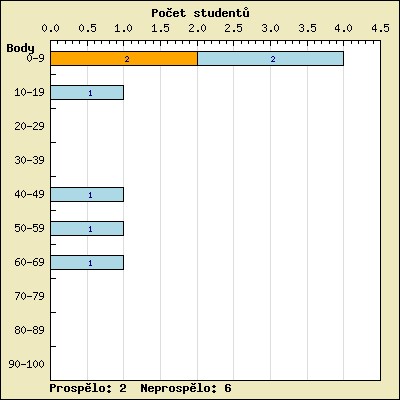 Počet studentů
0.0 0.5 1.0 1.5 2.0 2.5 3.0 3.5 4.0 4.5
Body
0-9 2 2
10-19 1
20-29
30-39
40-49 1
50-59 1
60-69 1
70-79
80-89
90-100
Prospělo: 2 Neprospělo: 6